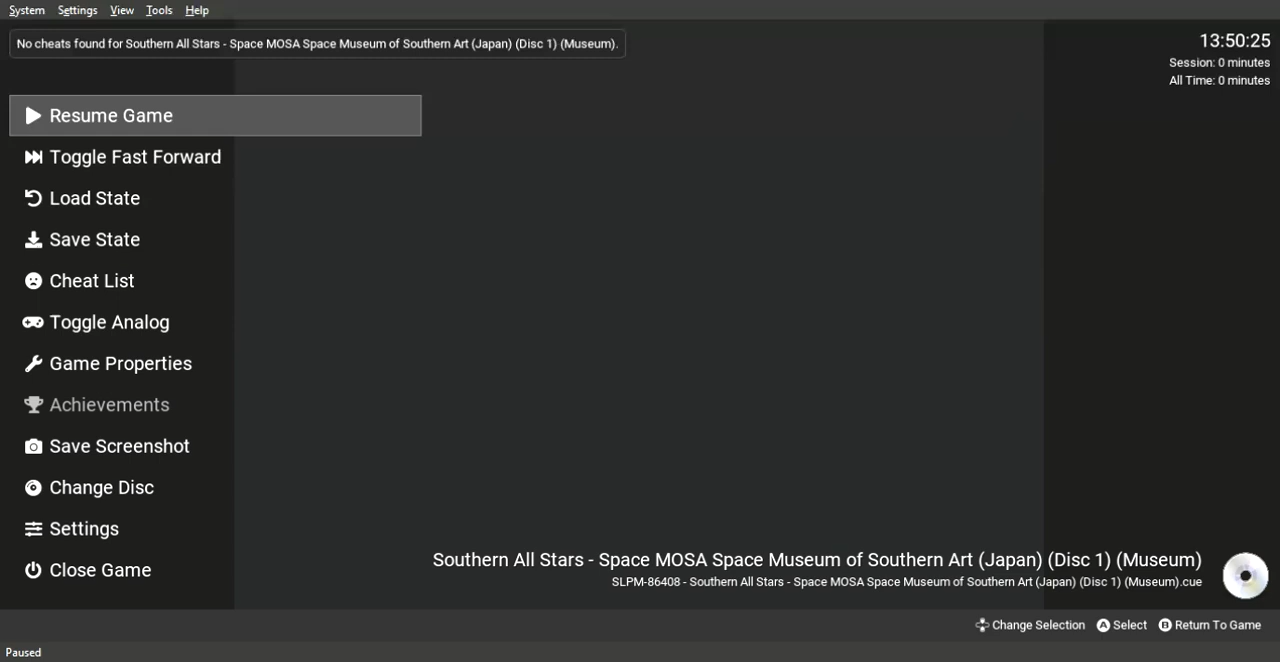 System Settings View Tools Help
No cheats found for Southern All Stars - Space MOSA Space Museum of Southern Art (Japan) (Disc 1) (Museum).
13:50:25
Session: 0 minutes
All Time: 0 minutes
Resume Game
Toggle Fast Forward
Load State
Save State
Cheat List
Toggle Analog
Game Properties
Achievements
Save Screenshot
Change Disc
Settings
Close Game
Southern All Stars - Space MOSA Space Museum of Southern Art (Japan) (Disc 1) (Museum)
SLPM-86408 - Southern All Stars - Space MOSA Space Museum of Southern Art (Japan) (Disc 1) (Museum).cue
Change Selection A Select B Return To Game
Paused